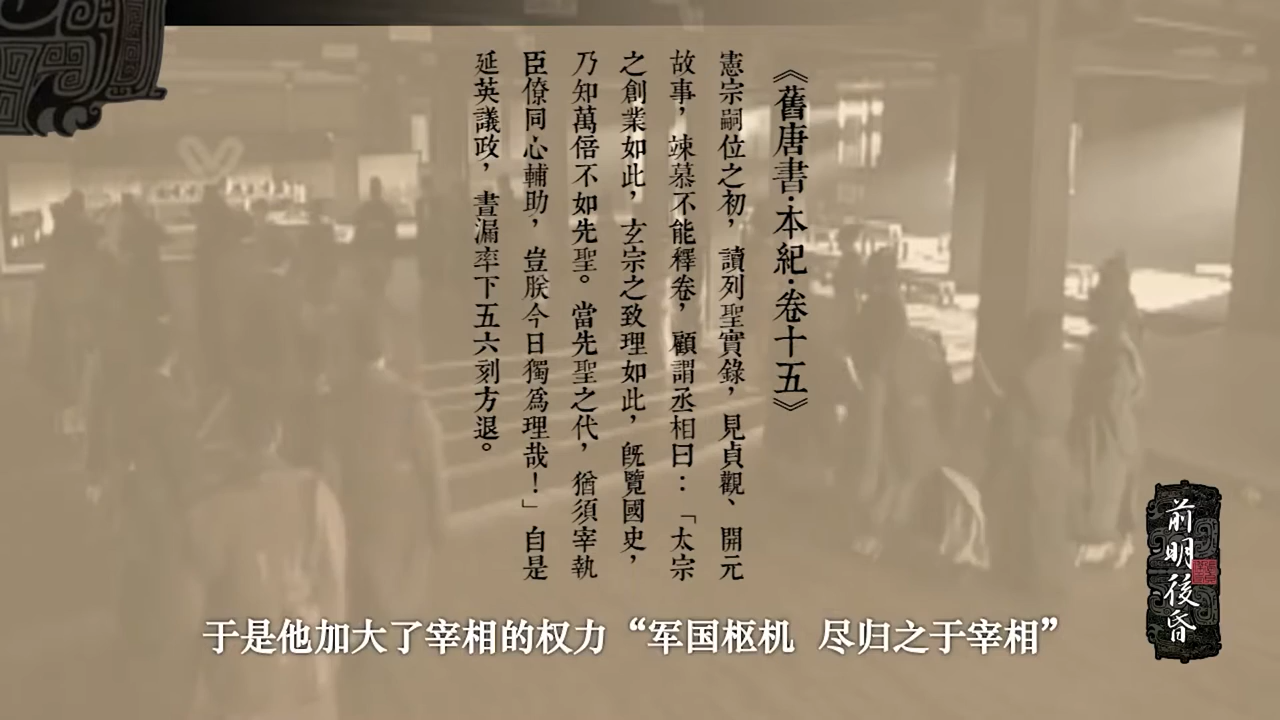 《舊唐書·本紀·卷十五》
憲宗嗣位之初，讀列聖實錄，見貞觀、開元
故事，竦慕不能釋卷，顧謂丞相曰：「太宗
之創業如此，玄宗之致理如此，既覽國史，
乃知萬倍不如先聖。當先聖之代，猶須宰執
臣僚同心輔助，豈朕今日獨為理哉！」自是
延英議政，晝漏率下五六刻方退。
前明後昏
于是他加大了宰相的权力“军国枢机 尽归之于宰相”